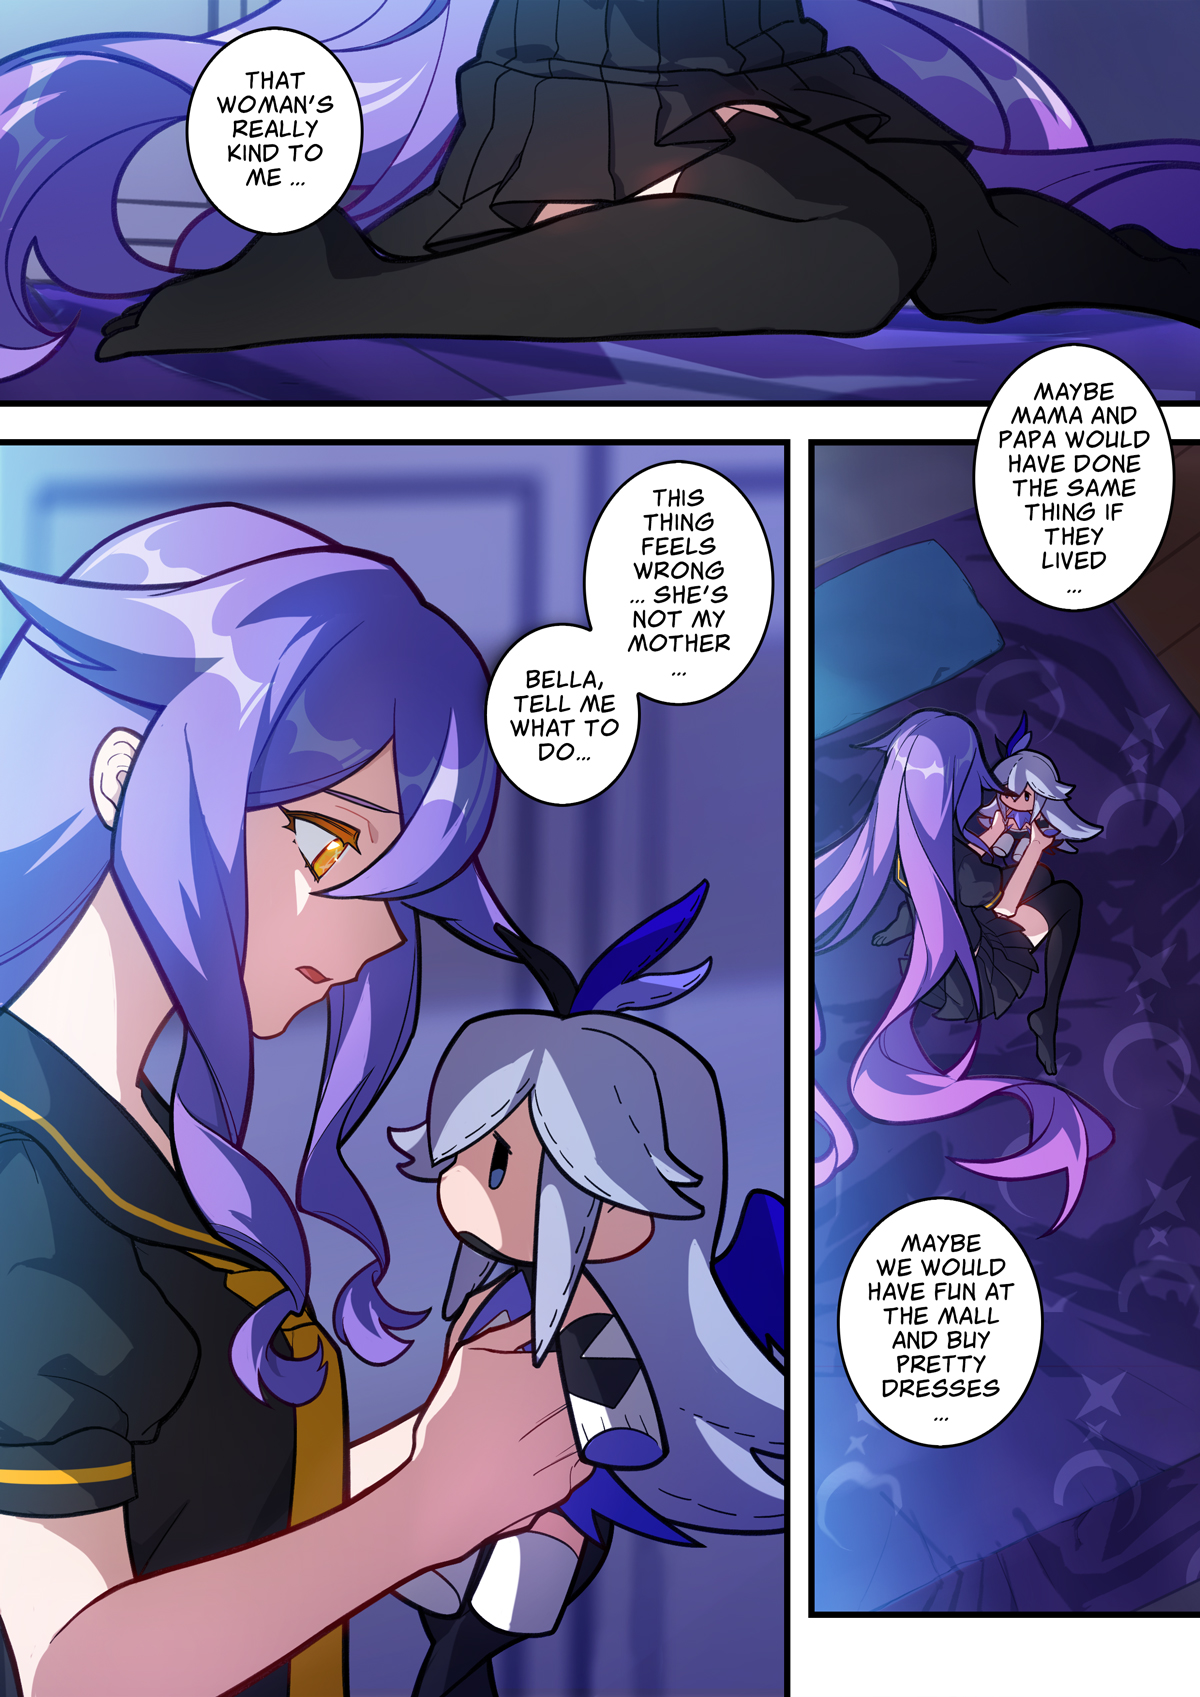 THAT
WOMAN'S
REALLY
KIND TO
ME ...
THIS
THING
FEELS
WRONG
... SHE'S
NOT MY
MOTHER
...
BELLA,
TELL ME
WHAT TO
DO...
MAYBE
MAMA AND
PAPA WOULD
HAVE DONE
THE SAME
THING IF
THEY
LIVED
...
MAYBE
WE WOULD
HAVE FUN AT
THE MALL
AND BUY
PRETTY
DRESSES
...